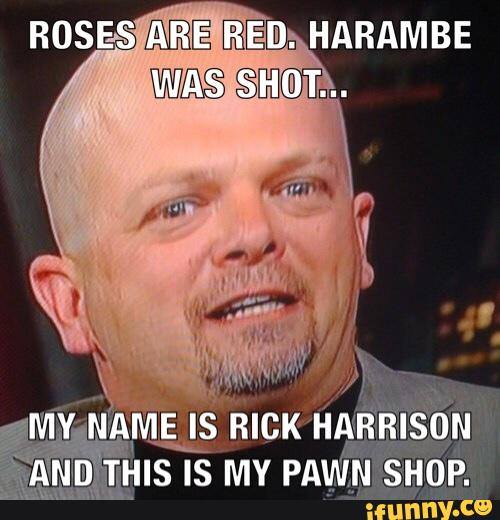 ROSES ARE RED. HARAMBE
WAS SHOT...
MY NAME IS RICK HARRISON
AND THIS IS MY PAWN SHOP.
ifunny.co